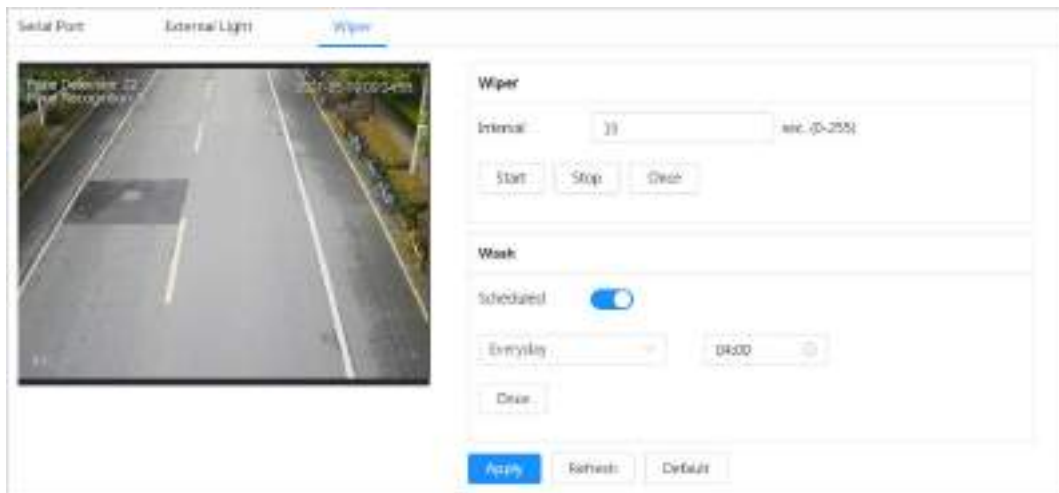 Serial Port External Light Wiper
Wiper
Interval sec. (0-255)
Start Stop Once
Wash
Scheduled
Everyday 04:00
Once
Apply Refresh Default